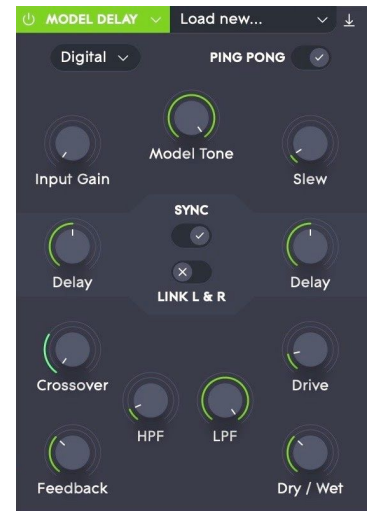 MODEL DELAY
Load new...
Digital
PING PONG
Model Tone
Input Gain
Slew
SYNC
Delay
Delay
LINK L & R
Crossover
Drive
HPF
LPF
Feedback
Dry / Wet